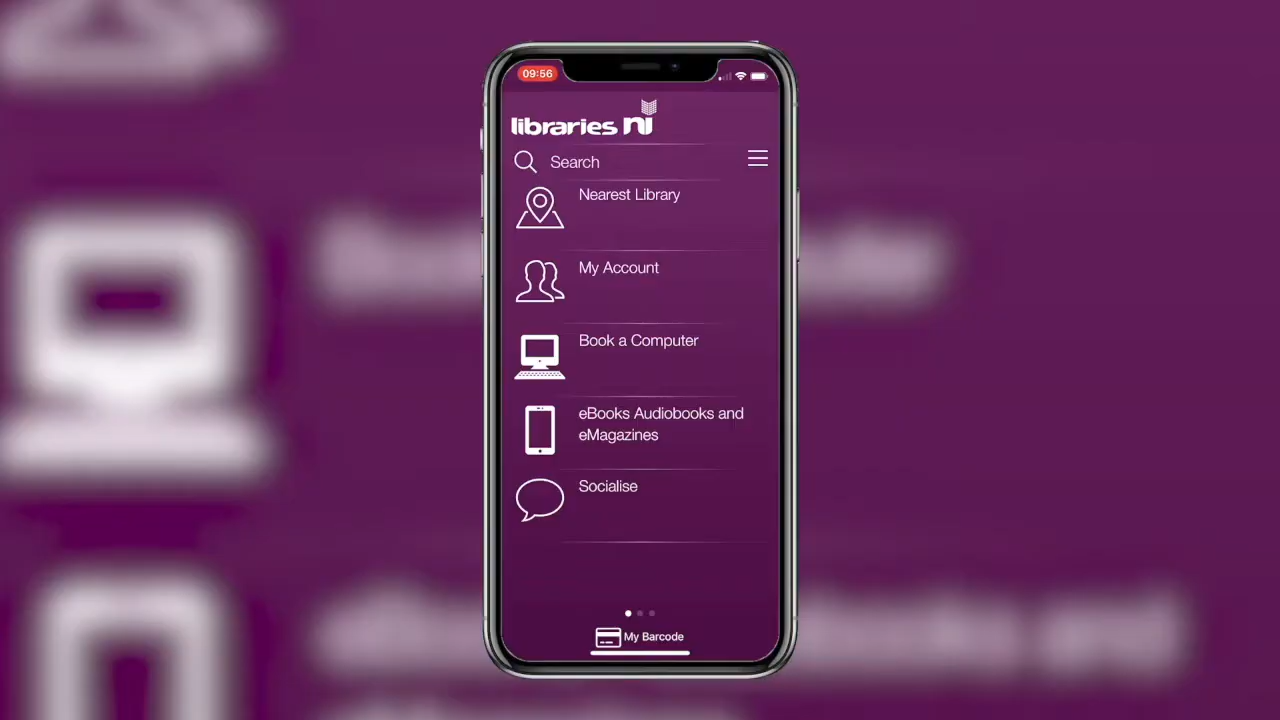 09:56
libraries ni
Search
Nearest Library
My Account
Book a Computer
eBooks Audiobooks and
eMagazines
Socialise
My Barcode